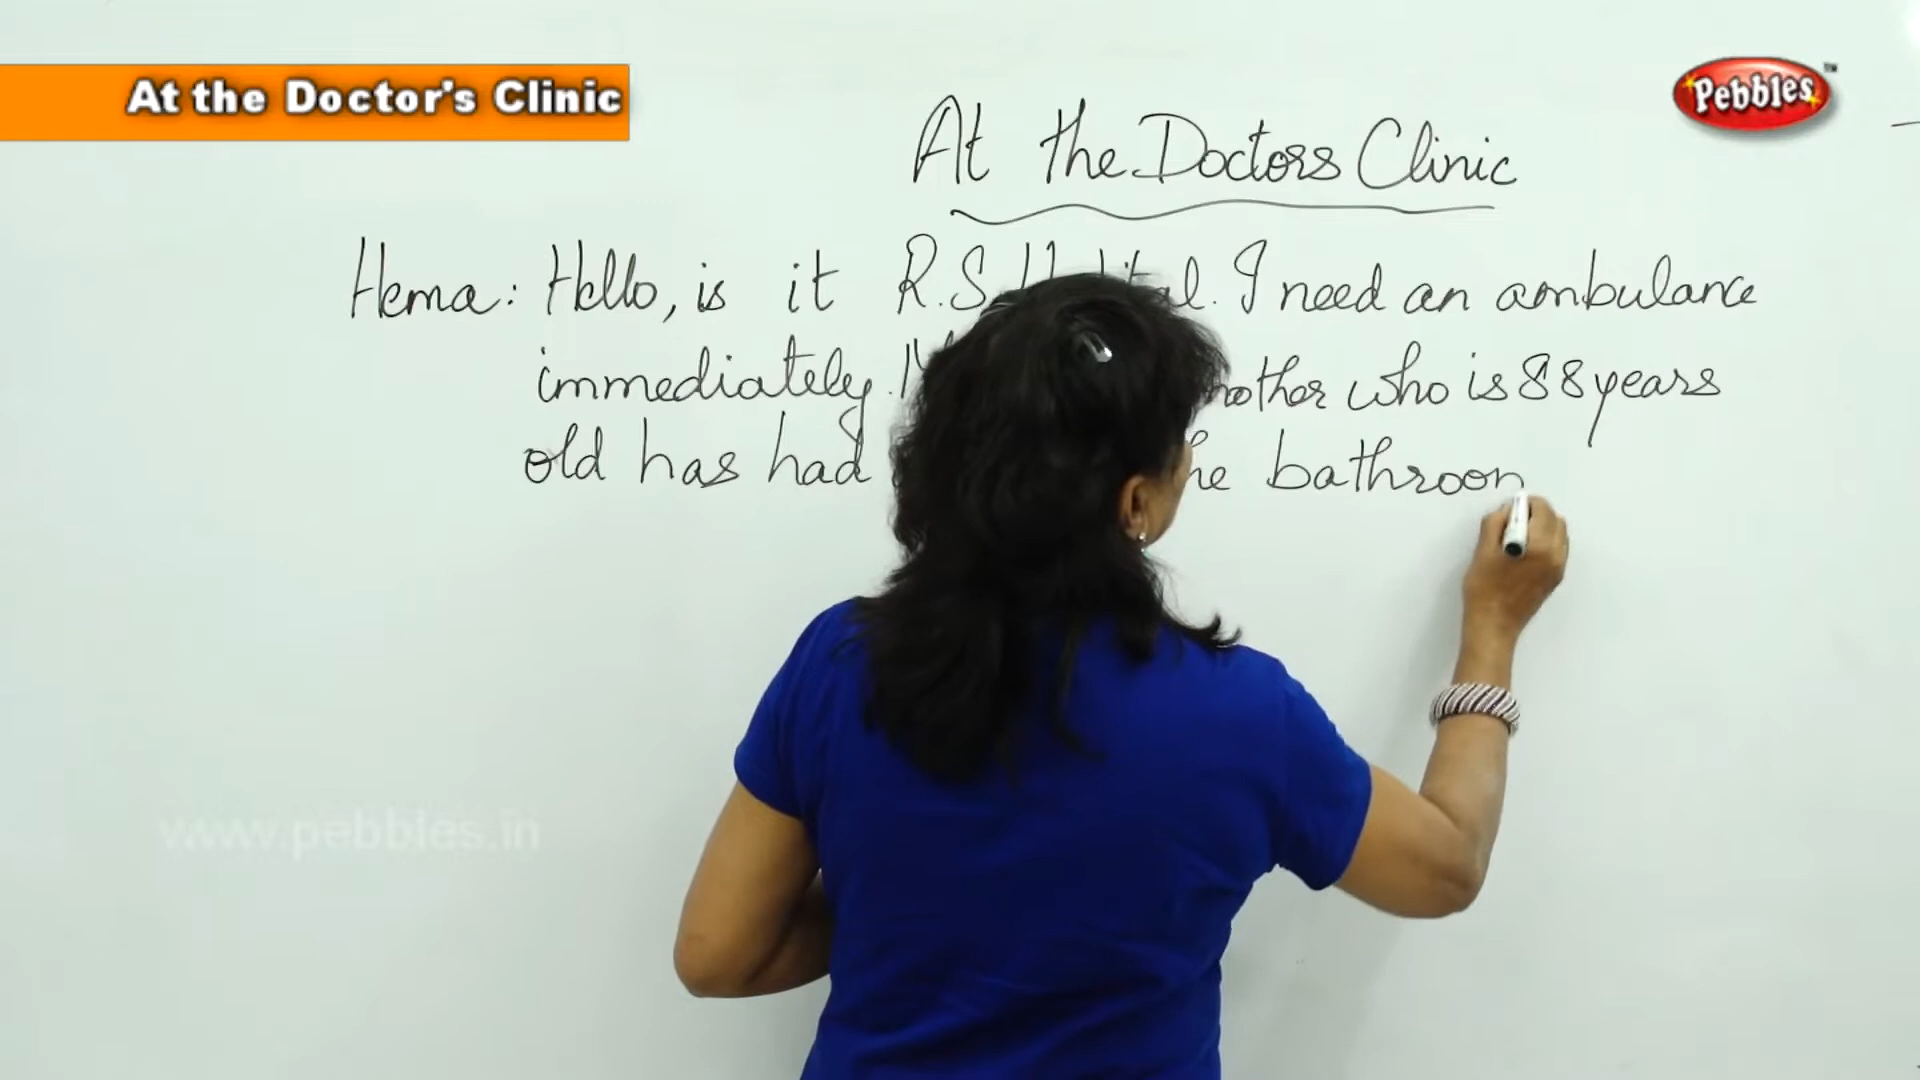 At the Doctor's Clinic
Pebbles TM
At the Doctors Clinic
Hema: Hello, is it R.S. I need an ambulance
immediately. who is 88 years
old has had bathroom
www.pebbles.in